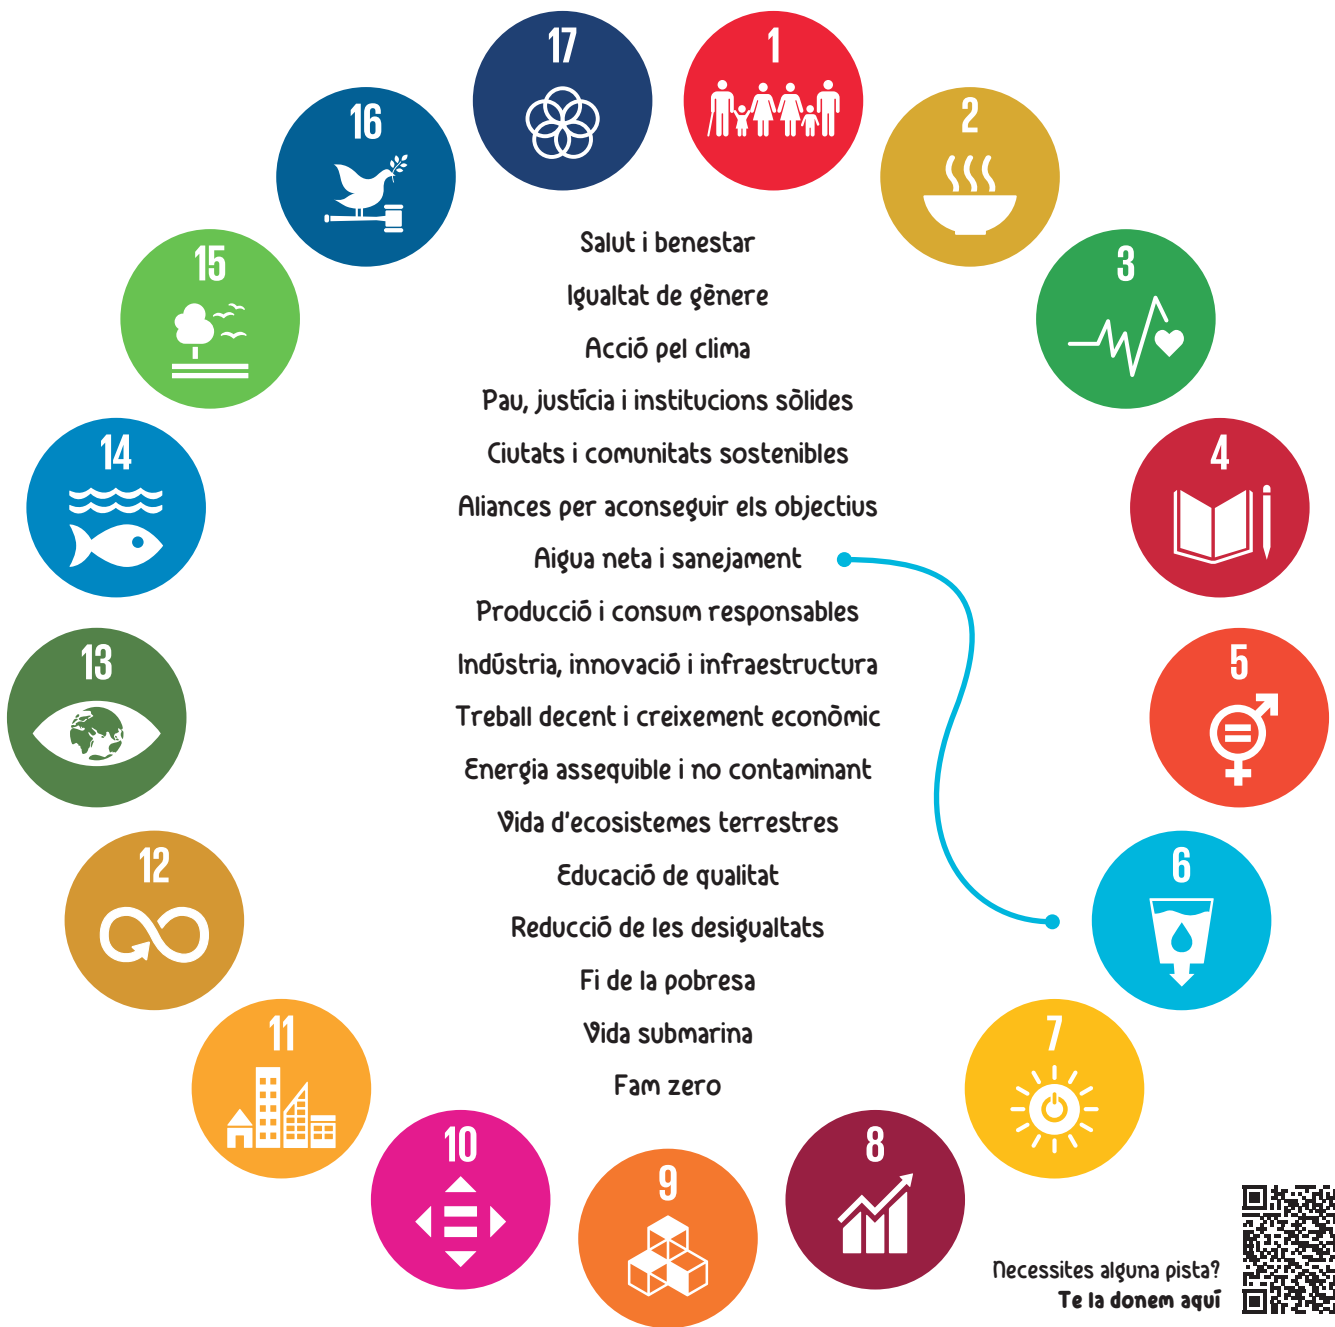 17
1
16
2
15
3
14
4
13
5
12
6
11
7
10
8
9
Salut i benestar
Igualtat de gènere
Acció pel clima
Pau, justícia i institucions sòlides
Ciutats i comunitats sostenibles
Aliances per aconseguir els objectius
Aigua neta i sanejament
Producció i consum responsables
Indústria, innovació i infraestructura
Treball decent i creixement econòmic
Energia assequible i no contaminant
Vida d'ecosistemes terrestres
Educació de qualitat
Reducció de les desigualtats
Fi de la pobresa
Vida submarina
Fam zero
Necessites alguna pista?
Te la donem aquí